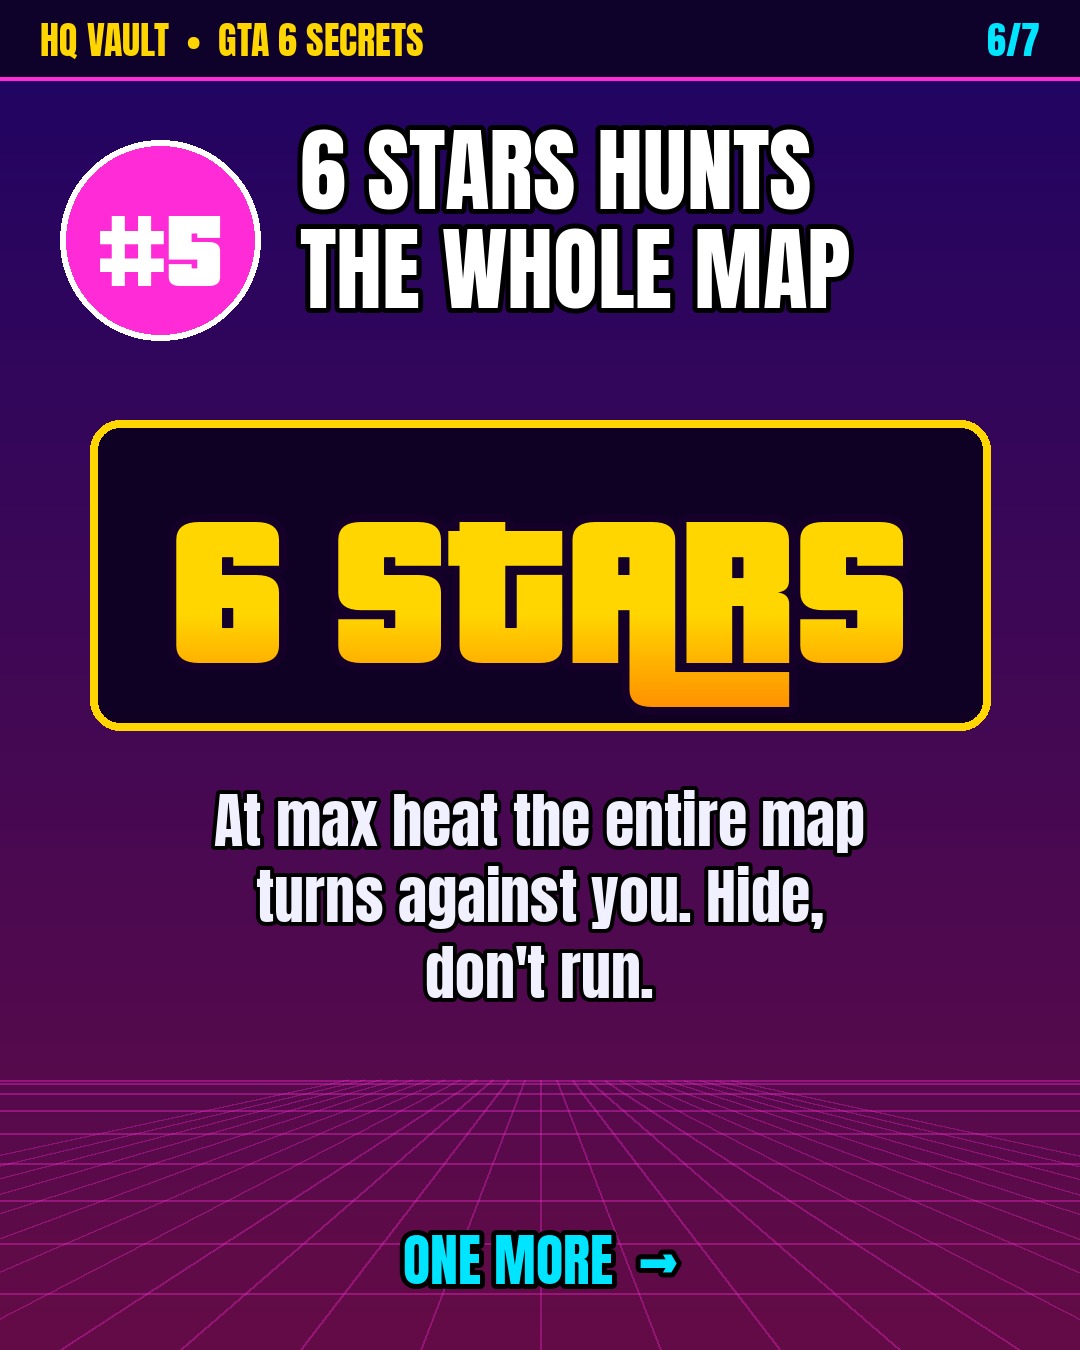 HQ VAULT • GTA 6 SECRETS
6/7
#5
6 STARS HUNTS
THE WHOLE MAP
6 STARS
At max heat the entire map
turns against you. Hide,
don't run.
ONE MORE →